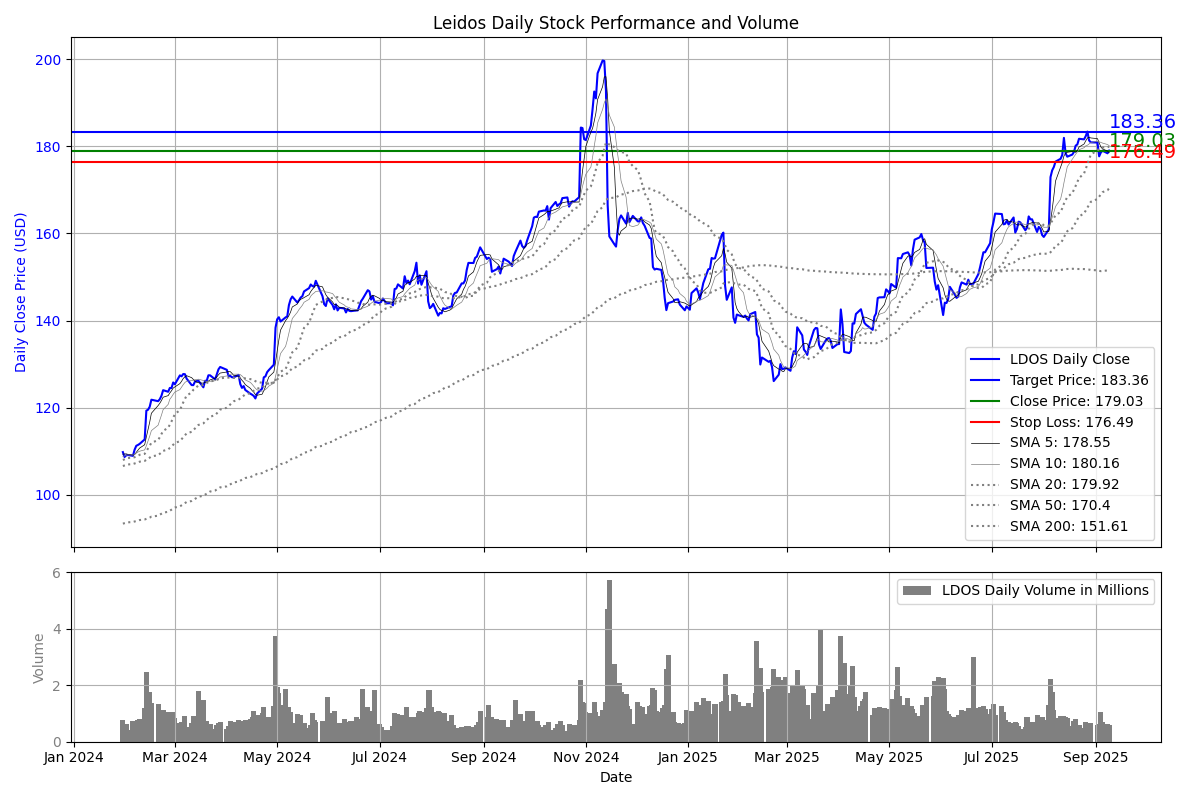 Leidos Daily Stock Performance and Volume
Daily Close Price (USD)
200
180
160
140
120
100
183.36
179.03
176.49
LDOS Daily Close
Target Price: 183.36
Close Price: 179.03
Stop Loss: 176.49
SMA 5: 178.55
SMA 10: 180.16
SMA 20: 179.92
SMA 50: 170.4
SMA 200: 151.61
Volume
6
4
2
0
LDOS Daily Volume in Millions
Jan 2024 Mar 2024 May 2024 Jul 2024 Sep 2024 Nov 2024 Jan 2025 Mar 2025 May 2025 Jul 2025 Sep 2025
Date